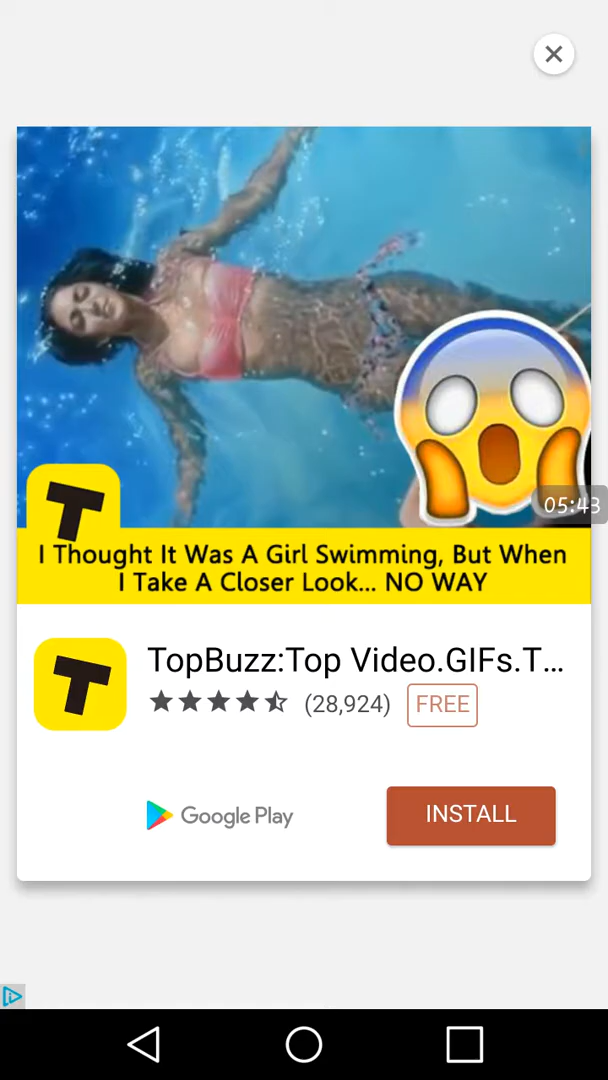 05:43
T
I Thought It Was A Girl Swimming, But When
I Take A Closer Look... NO WAY
T
TopBuzz:Top Video.GIFs.T...
(28,924) FREE
Google Play
INSTALL